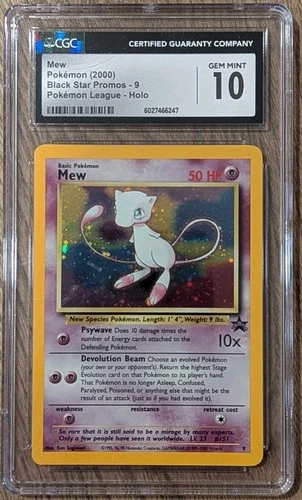 CGC
CERTIFIED GUARANTY COMPANY
Mew
Pokémon (2000)
Black Star Promos - 9
Pokémon League - Holo
6027466247
GEM MINT
10
Basic Pokémon
Mew
50 HP
New Species Pokémon. Length: 1' 4", Weight: 9 lbs.
Psywave Does 10 damage times the
number of Energy cards attached to the
Defending Pokémon.
10x
Devolution Beam Choose an evolved Pokémon
(your own or your opponent's). Return the highest Stage
Evolution card on that Pokémon to its player's hand.
That Pokémon is no longer Asleep, Confused,
Paralyzed, Poisoned, or anything else that might be the
result of an attack (just as if you had evolved it).
weakness
resistance
retreat cost
So rare that it is still said to be a mirage by many experts.
Only a few people have seen it worldwide. LV. 23 #151